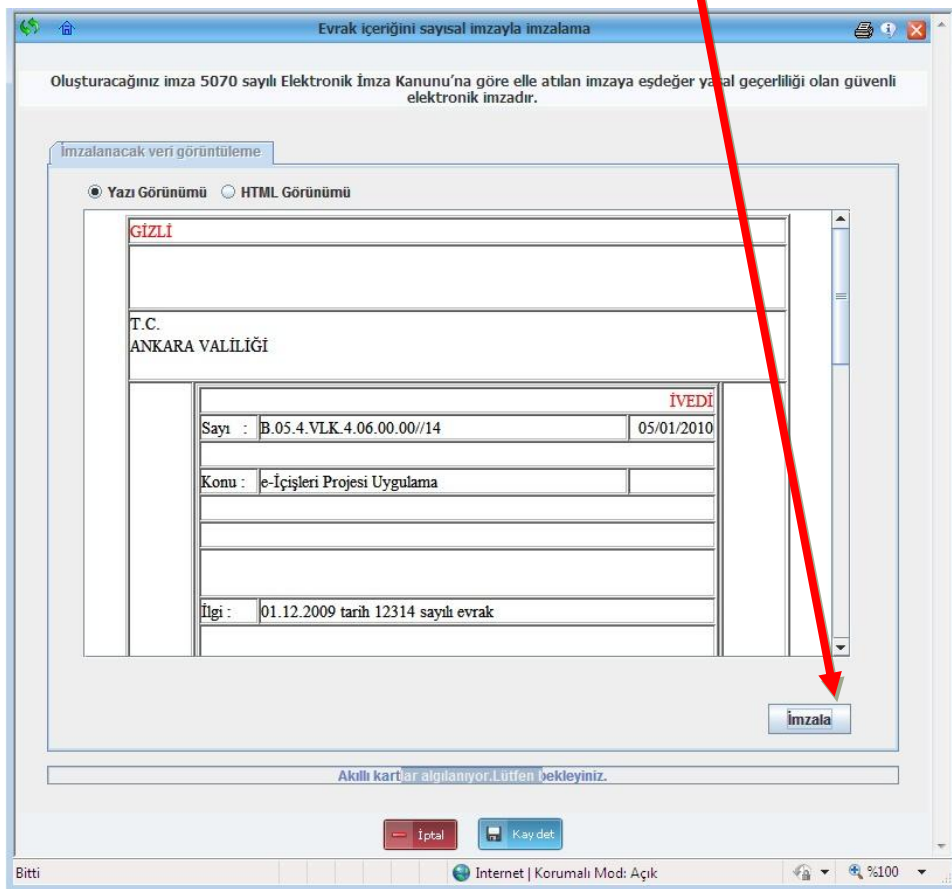 Evrak içeriğini sayısal imzayla imzalama
Oluşturacağınız imza 5070 sayılı Elektronik İmza Kanunu'na göre elle atılan imzaya eşdeğer yasal geçerliliği olan güvenli
elektronik imzadır.
İmzalanacak veri görüntüleme
Yazı Görünümü HTML Görünümü
GİZLİ
T.C.
ANKARA VALİLİĞİ
İVEDİ
Sayı : B.05.4.VLK.4.06.00.00//14 05/01/2010
Konu : e-İçişleri Projesi Uygulama
İlgi : 01.12.2009 tarih 12314 sayılı evrak
İmzala
Akıllı kartlar algılanıyor.Lütfen bekleyiniz.
İptal Kaydet
Bitti Internet | Korumalı Mod: Açık %100